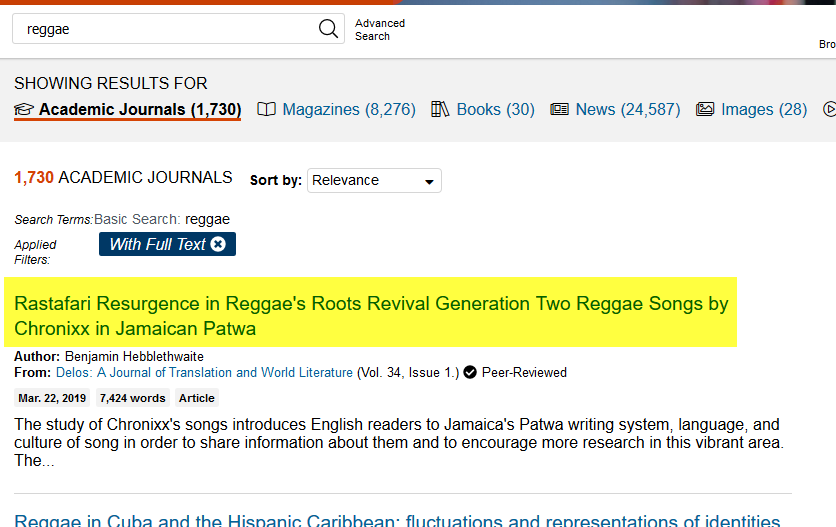 reggae
Advanced
Search
Bro
SHOWING RESULTS FOR
Academic Journals (1,730) Magazines (8,276) Books (30) News (24,587) Images (28)
1,730 ACADEMIC JOURNALS Sort by: Relevance
Search Terms:Basic Search: reggae
Applied
Filters:
With Full Text
Rastafari Resurgence in Reggae's Roots Revival Generation Two Reggae Songs by
Chronixx in Jamaican Patwa
Author: Benjamin Hebblethwaite
From: Delos: A Journal of Translation and World Literature (Vol. 34, Issue 1.) Peer-Reviewed
Mar. 22, 2019 7,424 words Article
The study of Chronixx's songs introduces English readers to Jamaica's Patwa writing system, language, and
culture of song in order to share information about them and to encourage more research in this vibrant area.
The...
Reggae in Cuba and the Hispanic Caribbean: fluctuations and representations of identities